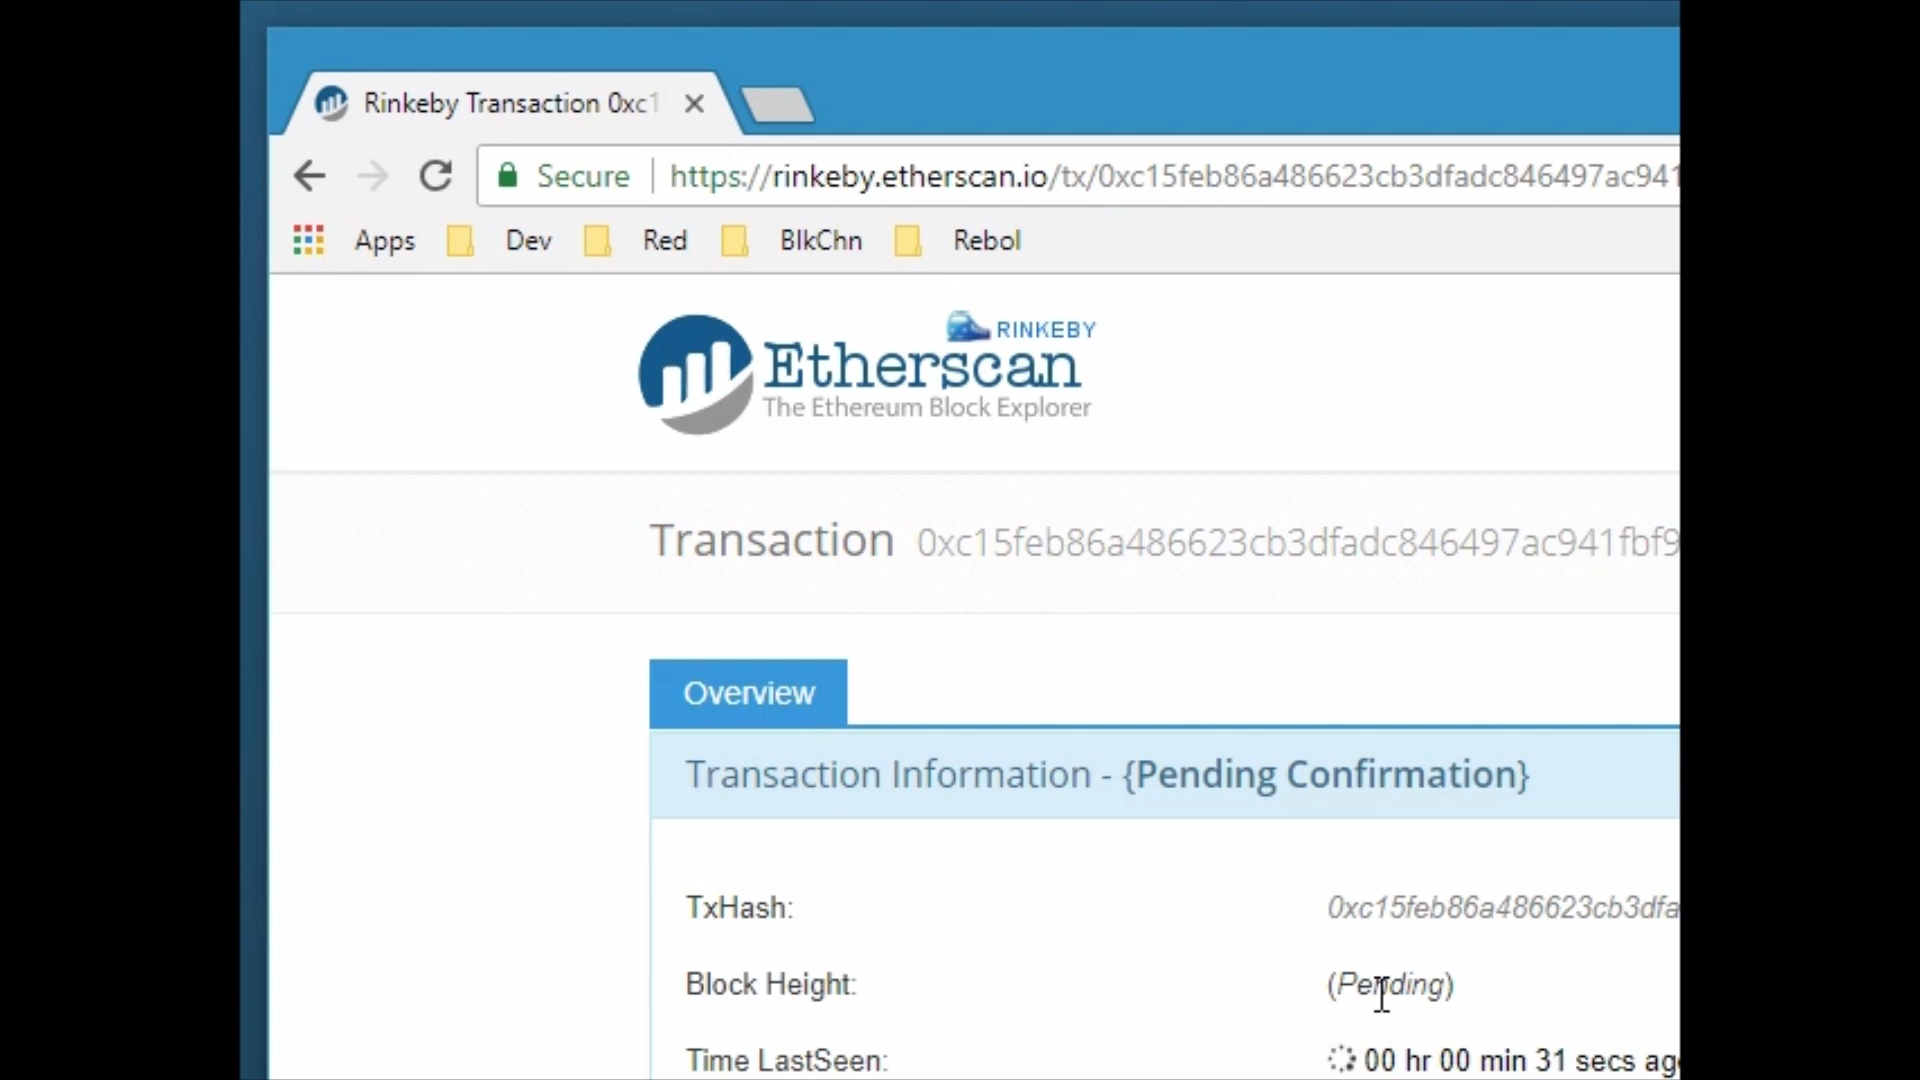 Rinkeby Transaction 0xc1
Secure https://rinkeby.etherscan.io/tx/0xc15feb86a486623cb3dfadc846497ac941
Apps Dev Red BlkChn Rebol
RINKEBY
Etherscan
The Ethereum Block Explorer
Transaction 0xc15feb86a486623cb3dfadc846497ac941fbf9
Overview
Transaction Information - {Pending Confirmation}
TxHash: 0xc15feb86a486623cb3dfa
Block Height: (Pending)
Time LastSeen: 00 hr 00 min 31 secs ago